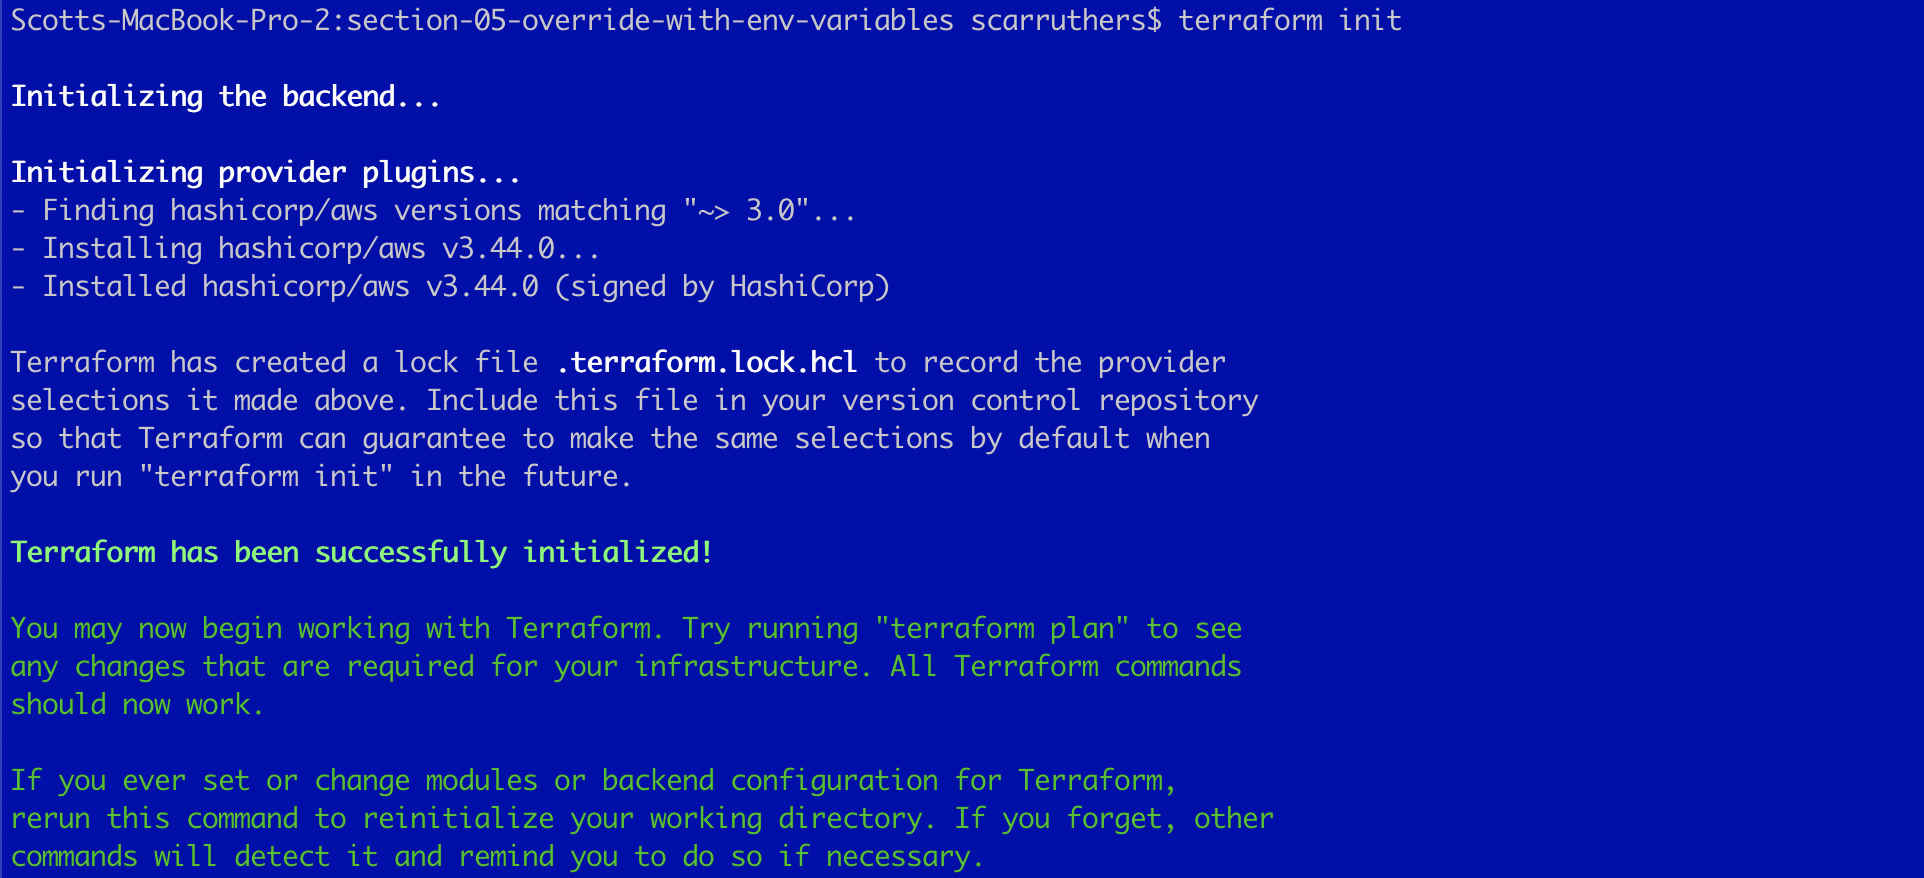 Scotts-MacBook-Pro-2:section-05-override-with-env-variables scarruthers$ terraform init
Initializing the backend...
Initializing provider plugins...
- Finding hashicorp/aws versions matching "~> 3.0"...
- Installing hashicorp/aws v3.44.0...
- Installed hashicorp/aws v3.44.0 (signed by HashiCorp)
Terraform has created a lock file .terraform.lock.hcl to record the provider
selections it made above. Include this file in your version control repository
so that Terraform can guarantee to make the same selections by default when
you run "terraform init" in the future.
Terraform has been successfully initialized!
You may now begin working with Terraform. Try running "terraform plan" to see
any changes that are required for your infrastructure. All Terraform commands
should now work.
If you ever set or change modules or backend configuration for Terraform,
rerun this command to reinitialize your working directory. If you forget, other
commands will detect it and remind you to do so if necessary.